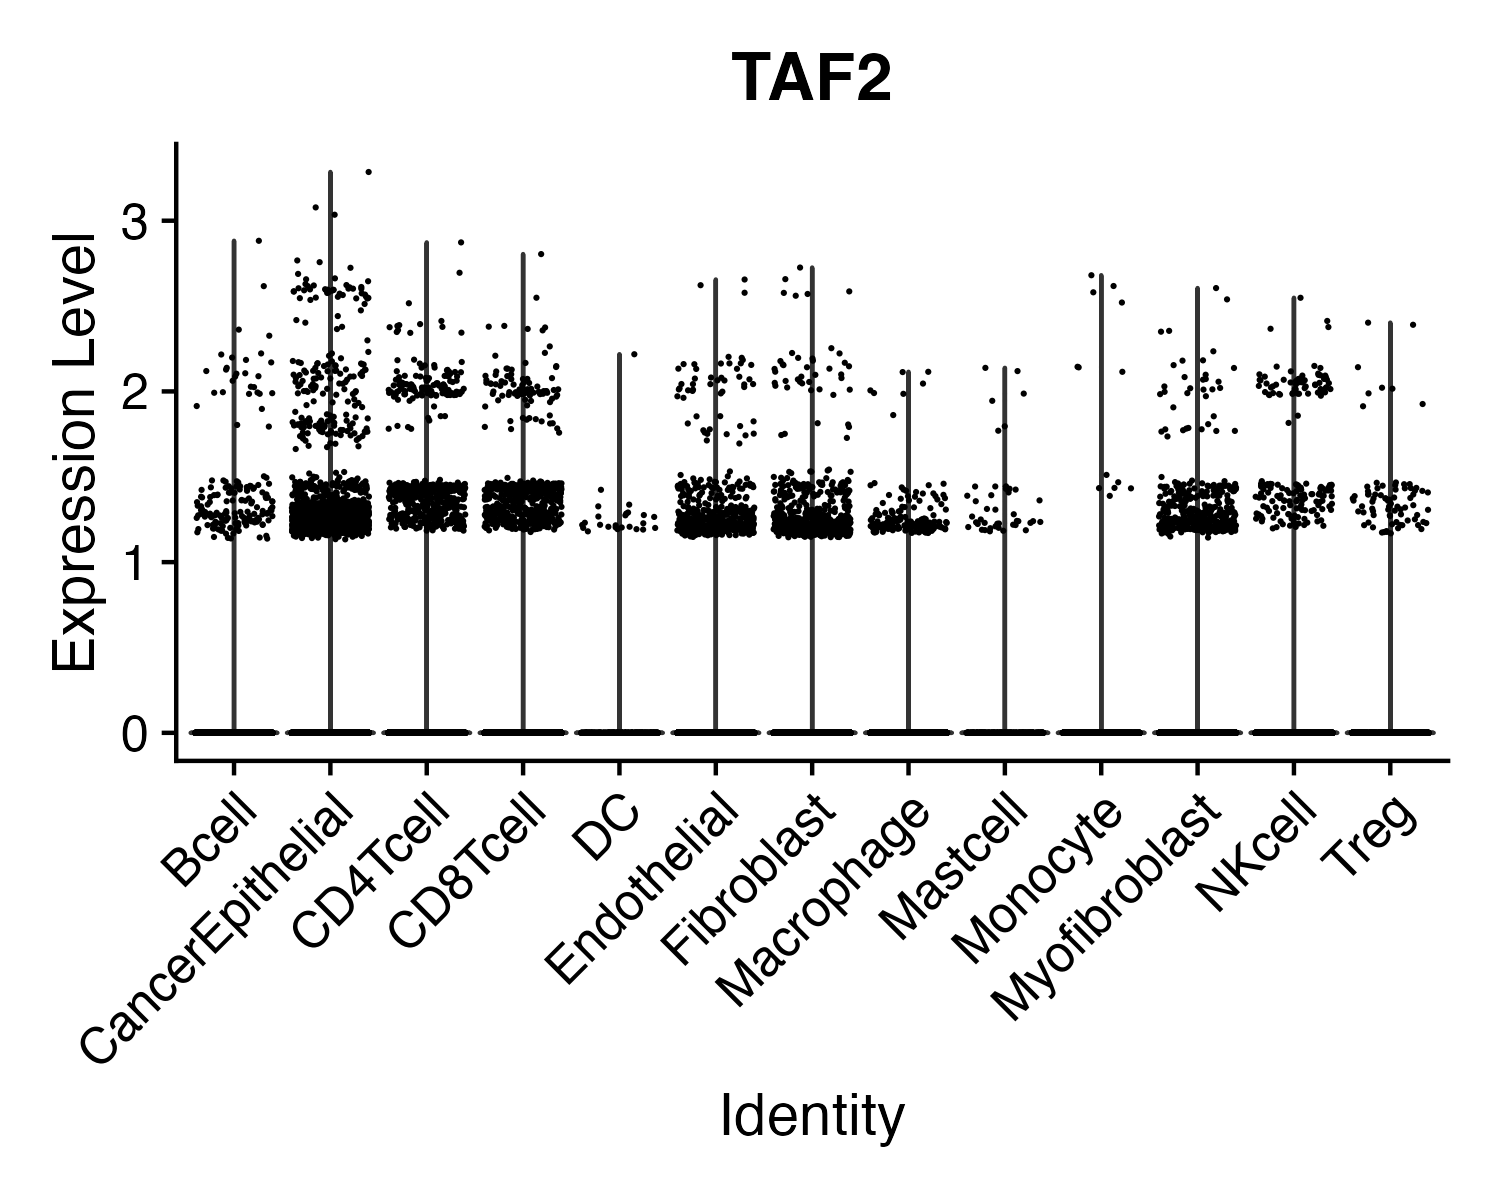 TAF2
Expression Level
3
2
1
0
Bcell
CancerEpithelial
CD4Tcell
CD8Tcell
DC
Endothelial
Fibroblast
Macrophage
Mastcell
Monocyte
Myofibroblast
NKcell
Treg
Identity